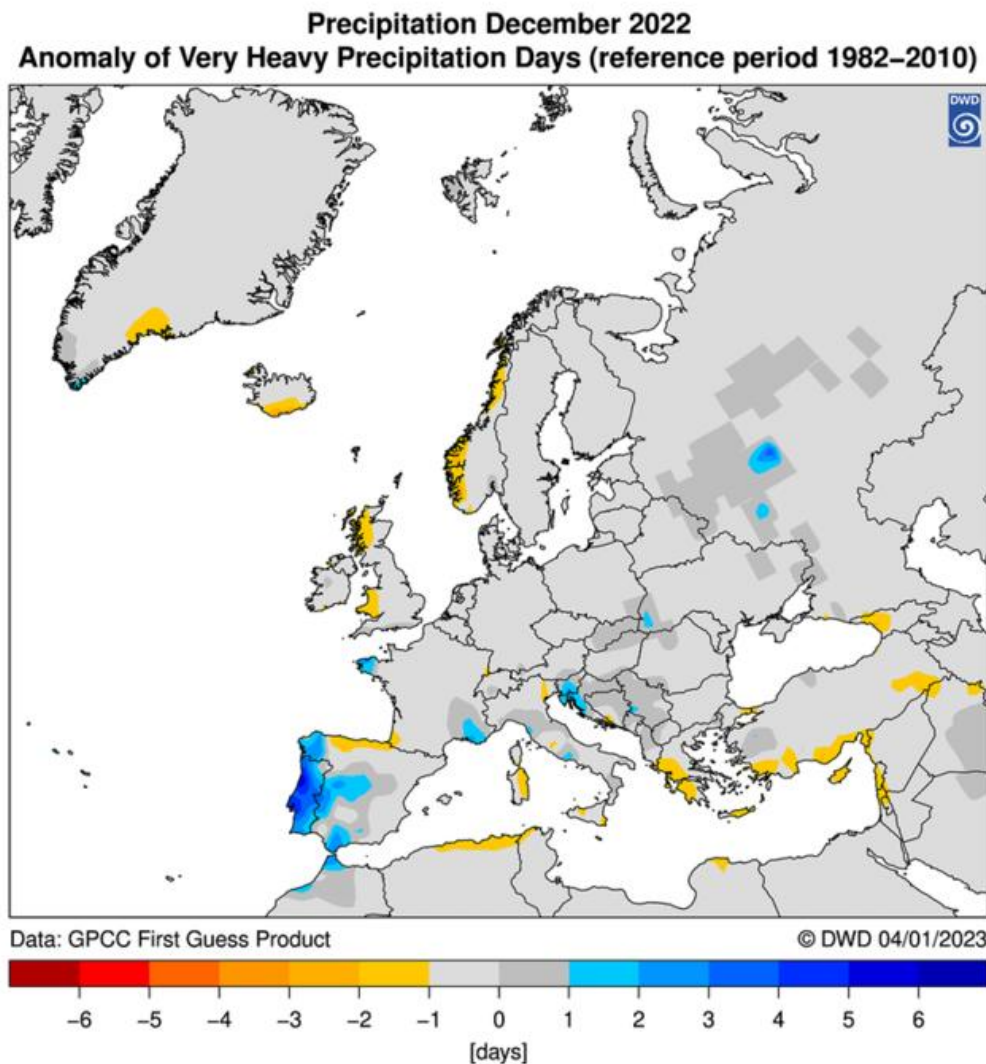 Precipitation December 2022
Anomaly of Very Heavy Precipitation Days (reference period 1982−2010)
DWD
Data: GPCC First Guess Product © DWD 04/01/2023
−6 −5 −4 −3 −2 −1 0 1 2 3 4 5 6
[days]